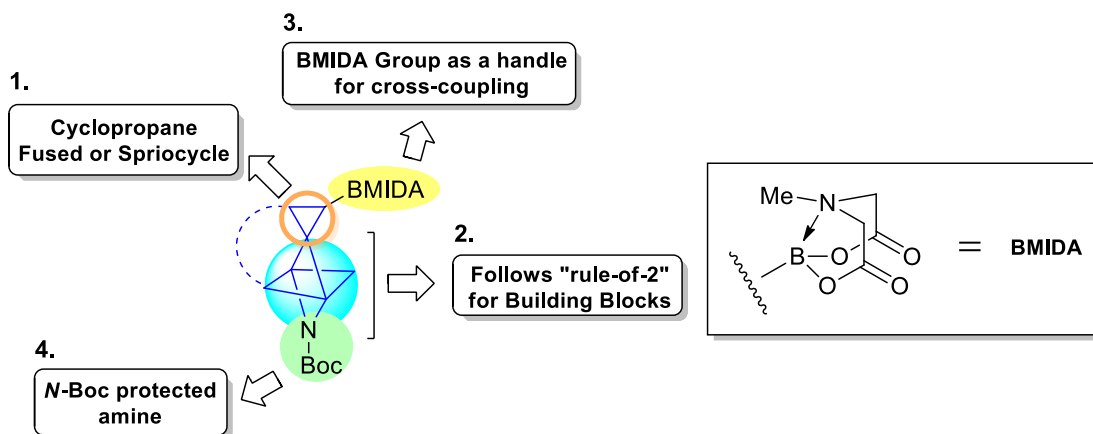 3.
BMIDA Group as a handle
for cross-coupling
1.
Cyclopropane
Fused or Spriocycle
BMIDA
2.
Follows "rule-of-2"
for Building Blocks
N
Boc
4.
N-Boc protected
amine
Me
N
B
O
O
O
O
=
BMIDA